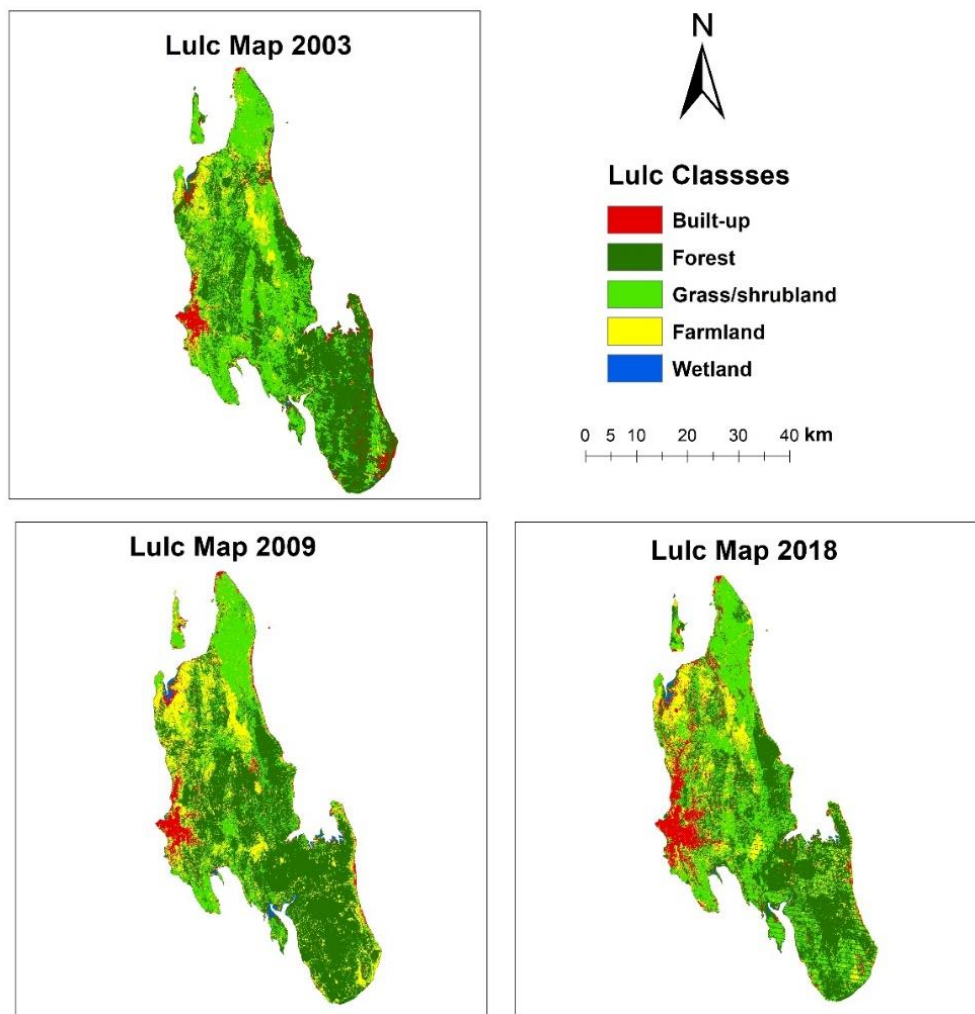 Lulc Map 2003
N
Lulc Classses
Built-up
Forest
Grass/shrubland
Farmland
Wetland
0 5 10 20 30 40 km
Lulc Map 2009
Lulc Map 2018